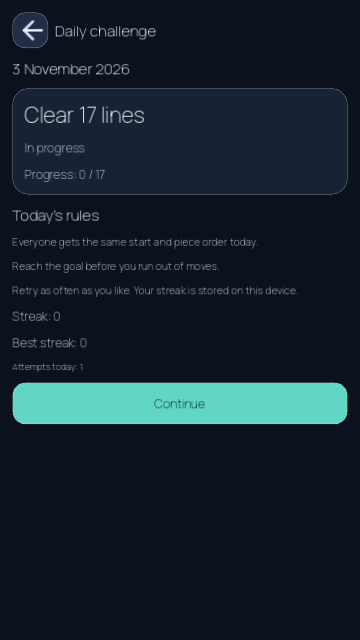 Daily challenge
3 November 2026
Clear 17 lines
In progress
Progress: 0 / 17
Today's rules
Everyone gets the same start and piece order today.
Reach the goal before you run out of moves.
Retry as often as you like. Your streak is stored on this device.
Streak: 0
Best streak: 0
Attempts today: 1
Continue